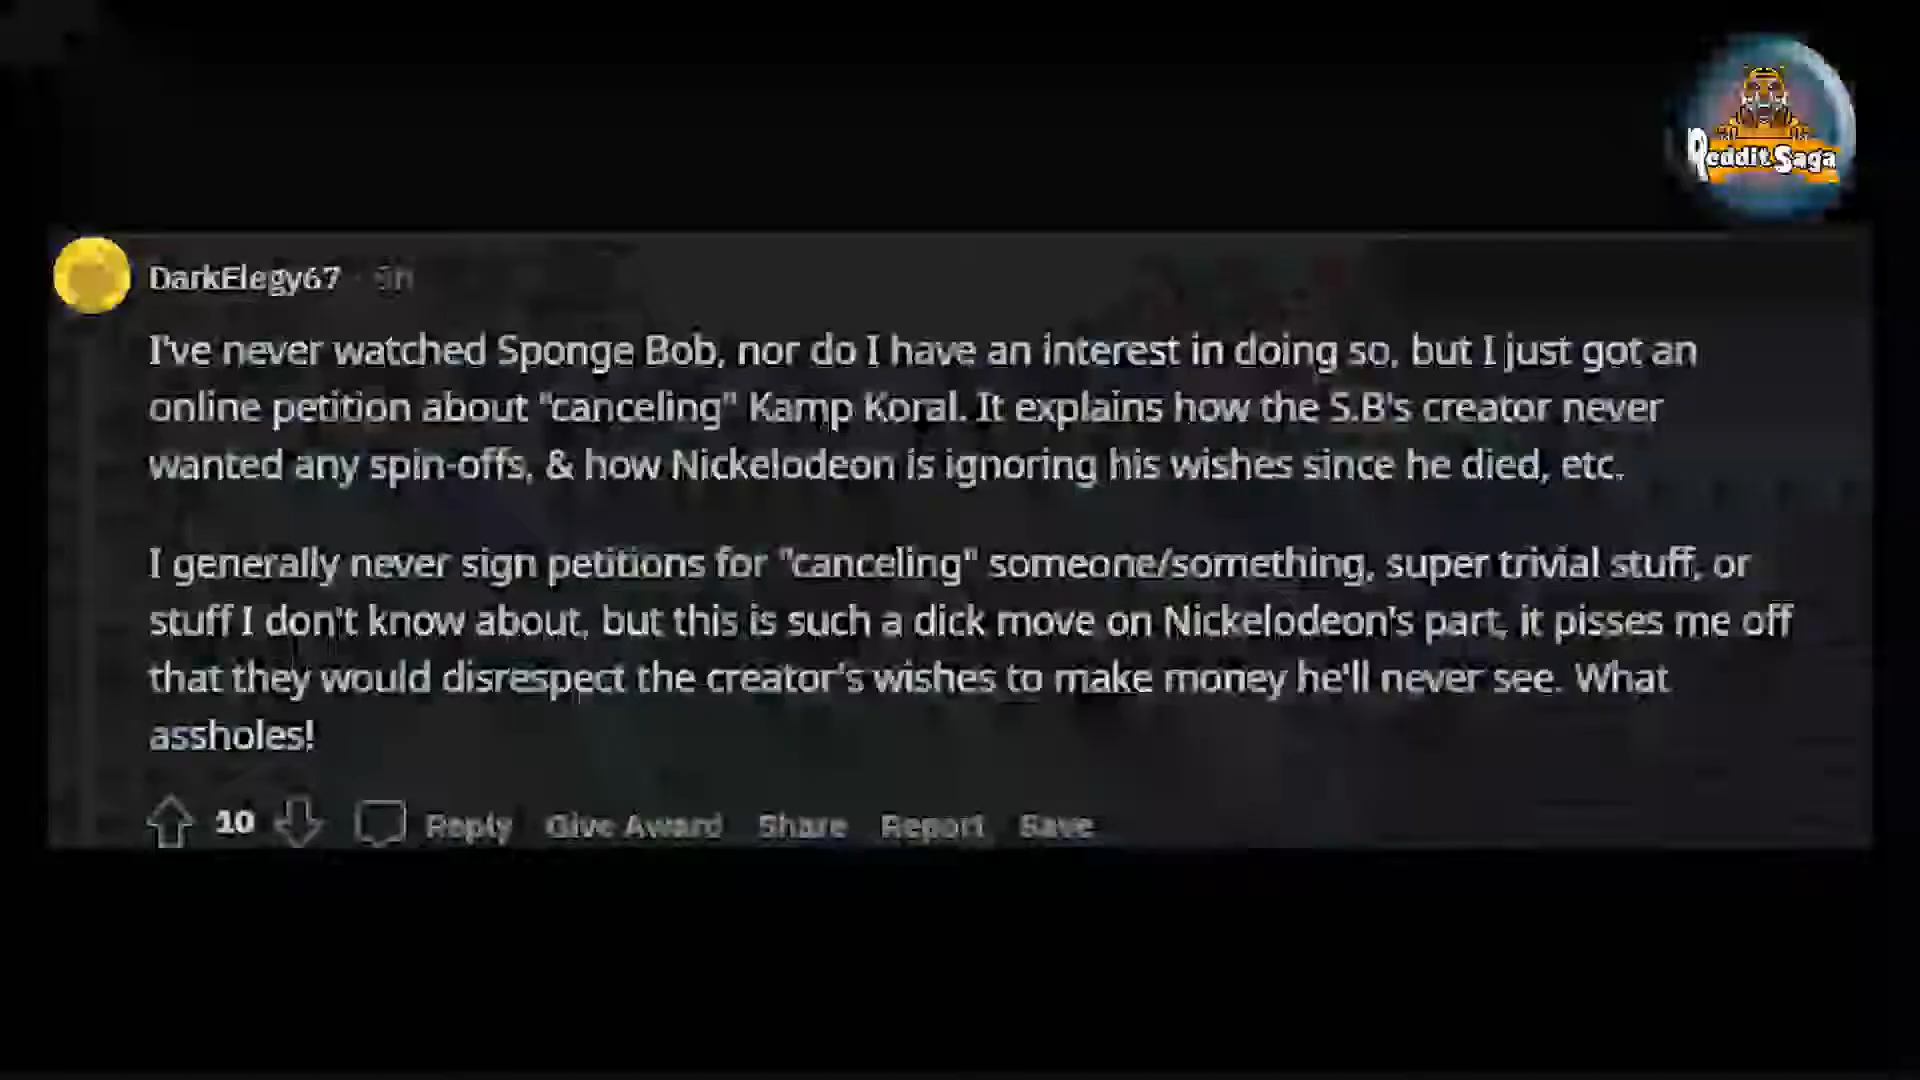 Reddit Saga
DarkElegy67 · 5h
I've never watched Sponge Bob, nor do I have an interest in doing so, but I just got an
online petition about "canceling" Kamp Koral. It explains how the S.B's creator never
wanted any spin-offs, & how Nickelodeon is ignoring his wishes since he died, etc.
I generally never sign petitions for "canceling" someone/something, super trivial stuff, or
stuff I don't know about, but this is such a dick move on Nickelodeon's part, it pisses me off
that they would disrespect the creator's wishes to make money he'll never see. What
assholes!
10 Reply Give Award Share Report Save